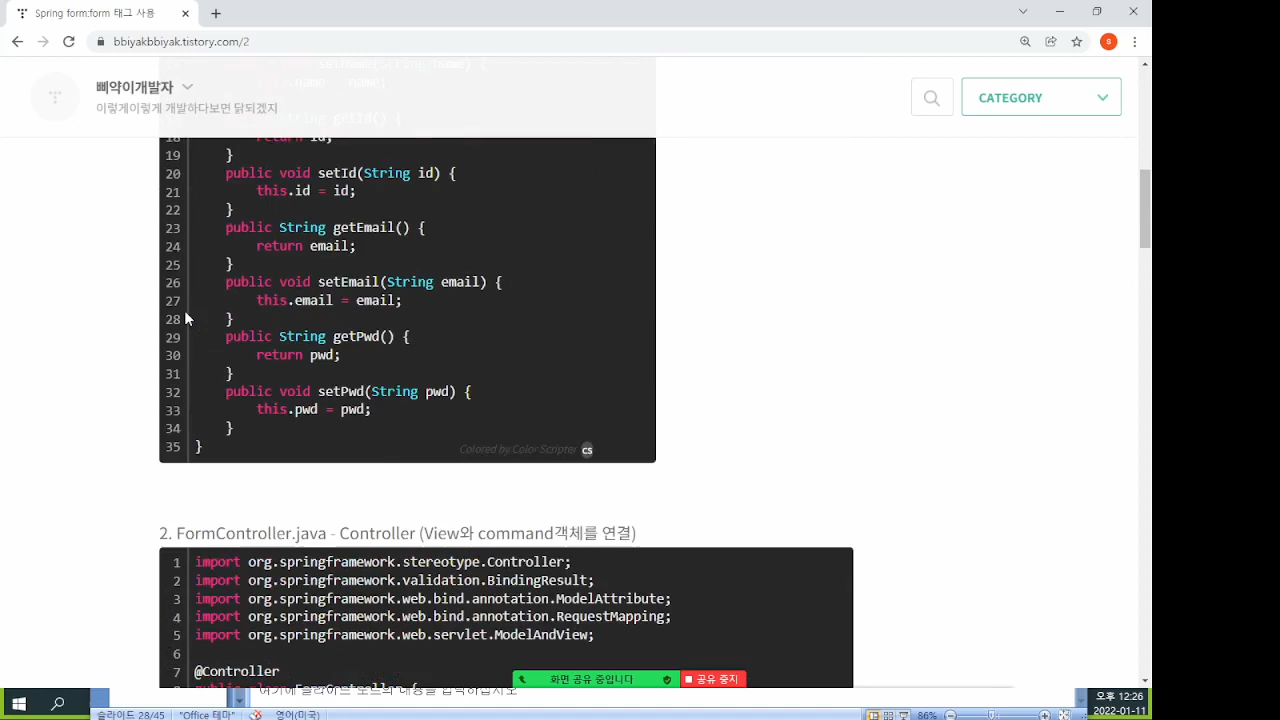 Spring form:form 태그 사용
bbiyakbbiyak.tistory.com/2
삐약이개발자
이렇게이렇게 개발하다보면 닭되겠지
CATEGORY
18 return id;
19 }
20 public void setId(String id) {
21 this.id = id;
22 }
23 public String getEmail() {
24 return email;
25 }
26 public void setEmail(String email) {
27 this.email = email;
28 }
29 public String getPwd() {
30 return pwd;
31 }
32 public void setPwd(String pwd) {
33 this.pwd = pwd;
34 }
35 }
Colored by Color Scripter cs
2. FormController.java - Controller (View와 command객체를 연결)
1 import org.springframework.stereotype.Controller;
2 import org.springframework.validation.BindingResult;
3 import org.springframework.web.bind.annotation.ModelAttribute;
4 import org.springframework.web.bind.annotation.RequestMapping;
5 import org.springframework.web.servlet.ModelAndView;
6
7 @Controller
화면 공유 중입니다
공유 중지
슬라이드 28/45
"Office 테마"
영어(미국)
86%
오후 12:26
2022-01-11